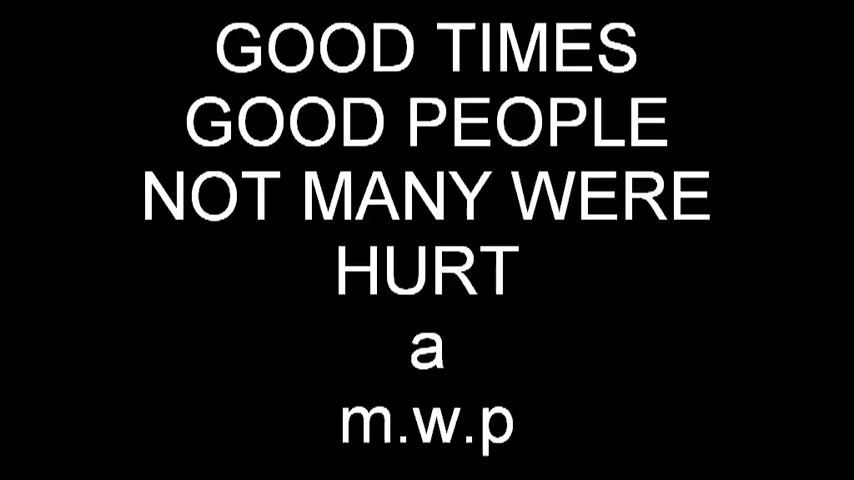 GOOD TIMES
GOOD PEOPLE
NOT MANY WERE
HURT
a
m.w.p